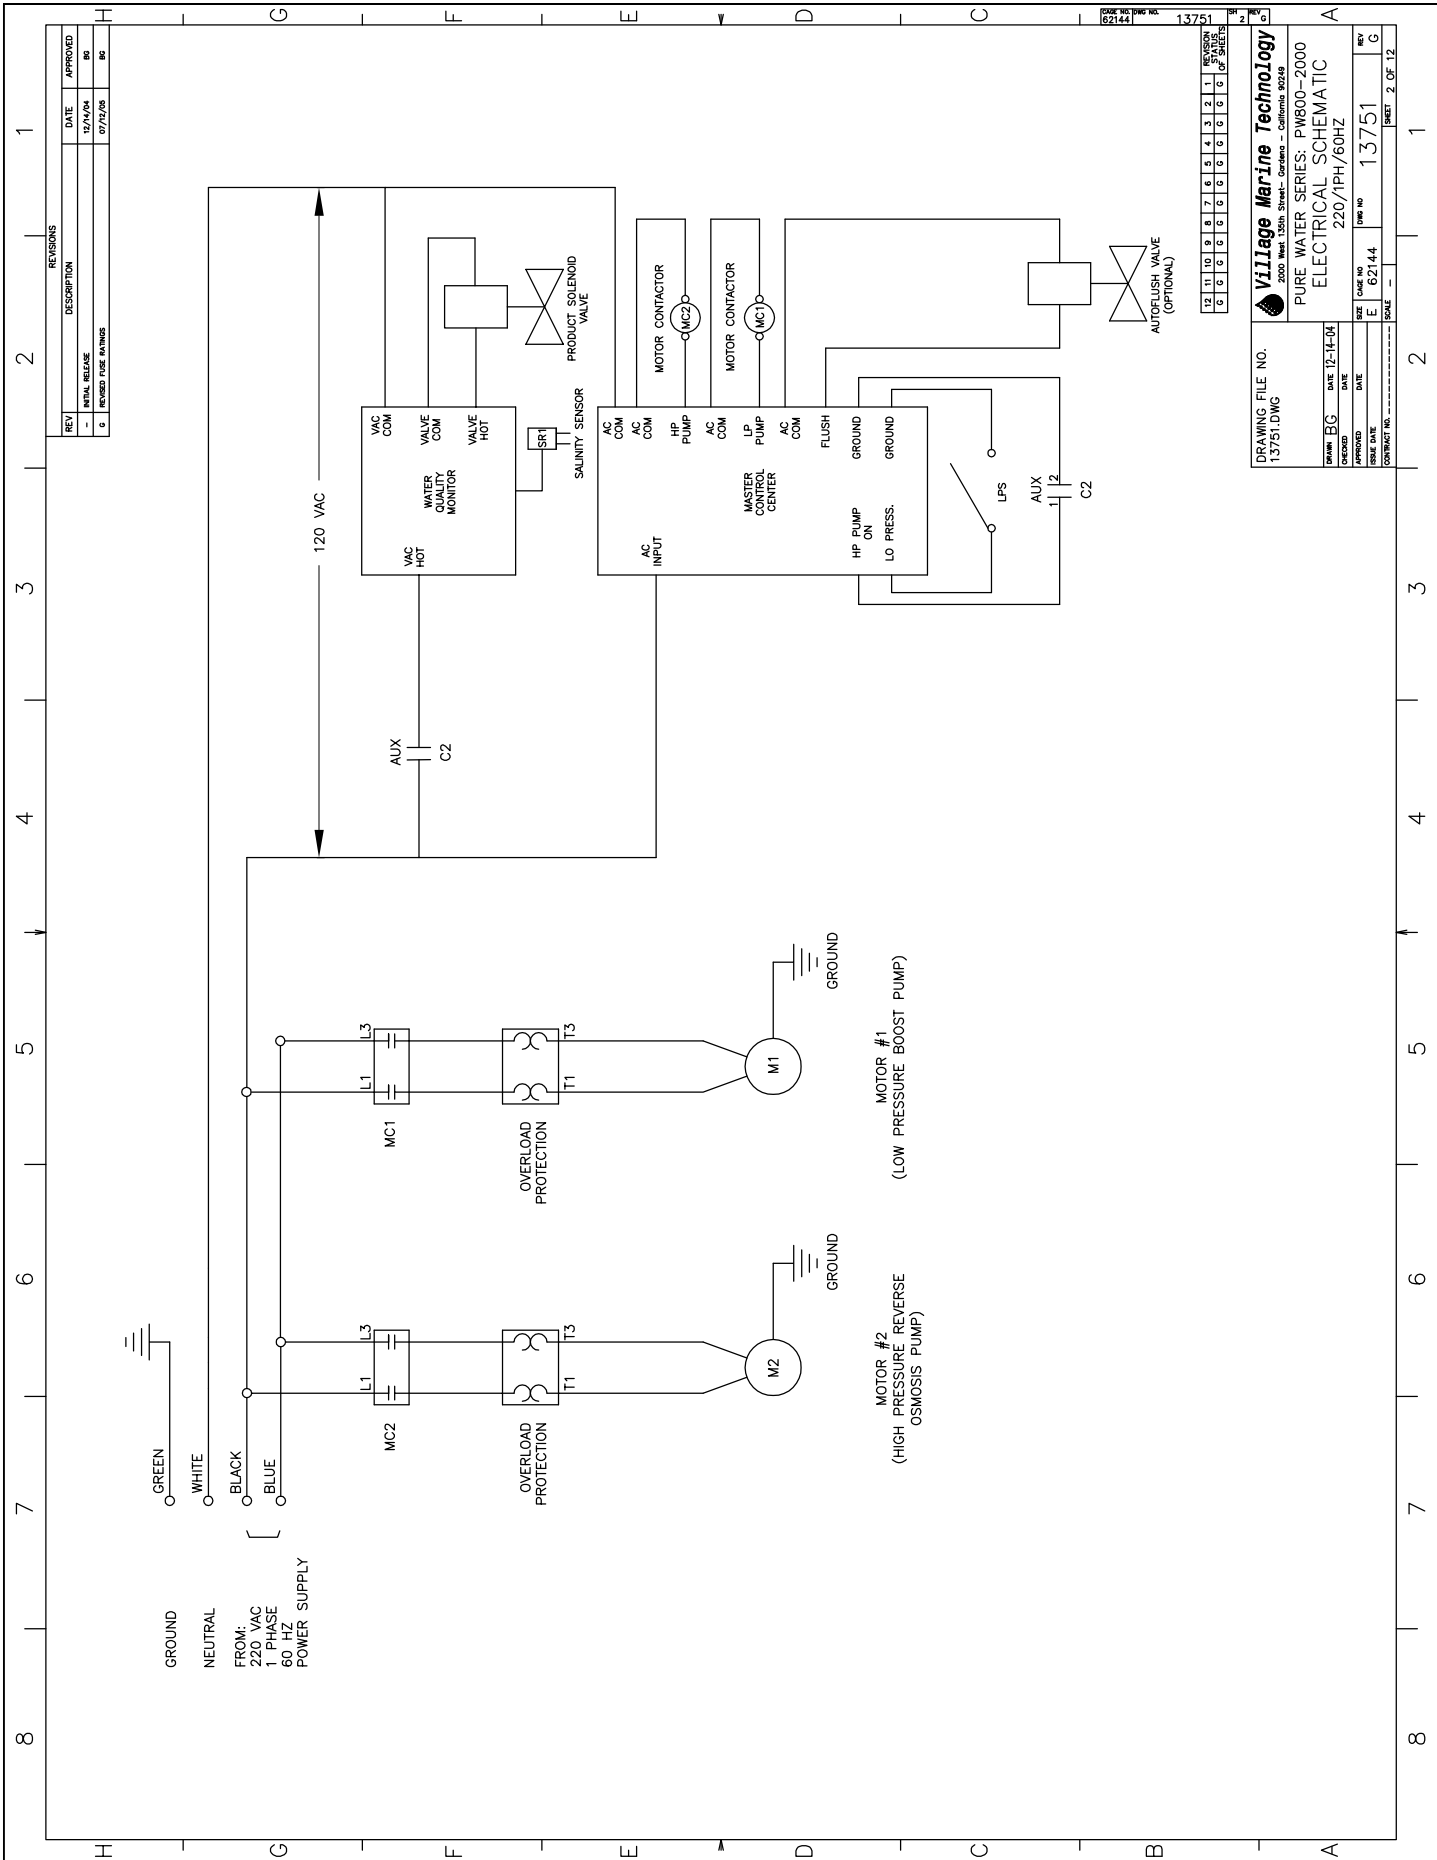 8
7
6
5
4
3
2
1
H
G
F
E
D
C
B
A
REVISIONS
REV
DESCRIPTION
DATE
APPROVED
-
INITIAL RELEASE
12/14/04
BG
G
REVISED FUSE RATINGS
07/12/05
BG
GROUND
GREEN
NEUTRAL
WHITE
FROM:
220 VAC
1 PHASE
60 HZ
POWER SUPPLY
BLACK
BLUE
120 VAC
MC2
L1
L3
OVERLOAD
PROTECTION
T1
T3
M2
GROUND
MOTOR #2
(HIGH PRESSURE REVERSE
OSMOSIS PUMP)
MC1
L1
L3
OVERLOAD
PROTECTION
T1
T3
M1
GROUND
MOTOR #1
(LOW PRESSURE BOOST PUMP)
AUX
C2
VAC
HOT
WATER
QUALITY
MONITOR
VAC
COM
VALVE
COM
VALVE
HOT
PRODUCT SOLENOID
VALVE
SR1
SALINITY SENSOR
AC
INPUT
MASTER
CONTROL
CENTER
AC
COM
AC
COM
HP
PUMP
AC
COM
LP
PUMP
AC
COM
FLUSH
HP PUMP
ON
GROUND
LO PRESS.
GROUND
MOTOR CONTACTOR
MC2
MOTOR CONTACTOR
MC1
LPS
AUX
1
2
C2
AUTOFLUSH VALVE
(OPTIONAL)
CAGE NO.
62144
DWG NO.
13751
SH
2
REV
G
12 11 10 9 8 7 6 5 4 3 2 1
REVISION
STATUS
OF SHEETS
G G G G G G G G G G G G
DRAWING FILE NO.
13751.DWG
Village Marine Technology
2000 West 135th Street- Gardena - California 90249
PURE WATER SERIES: PW800-2000
ELECTRICAL SCHEMATIC
220/1PH/60HZ
DRAWN BG
DATE 12-14-04
CHECKED
DATE
APPROVED
DATE
ISSUE DATE
CONTRACT NO.
SIZE
E
CAGE NO
62144
DWG NO
13751
REV
G
SCALE -
SHEET 2 OF 12
8
7
6
5
4
3
2
1
H
G
F
E
D
C
B
A